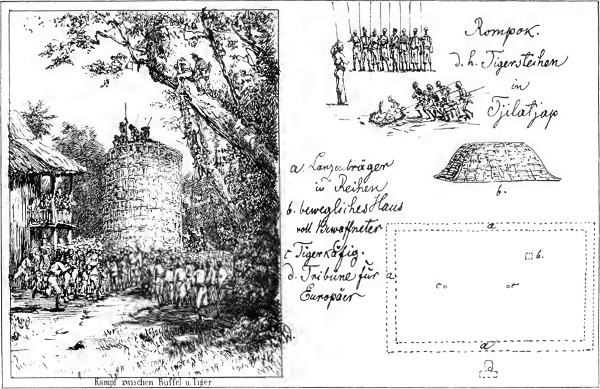 Rompok.
d. h. Tigerstechen
in
Tjilatjap
a. Lanzenträger
in Reihen
b. bewegliches Haus
voll Bewaffneter
c Tigerkäfig.
d. Tribüne für
Europäer
b.
a
b.
a
c
c
a
d
Kampf zwischen Büffel u. Tiger